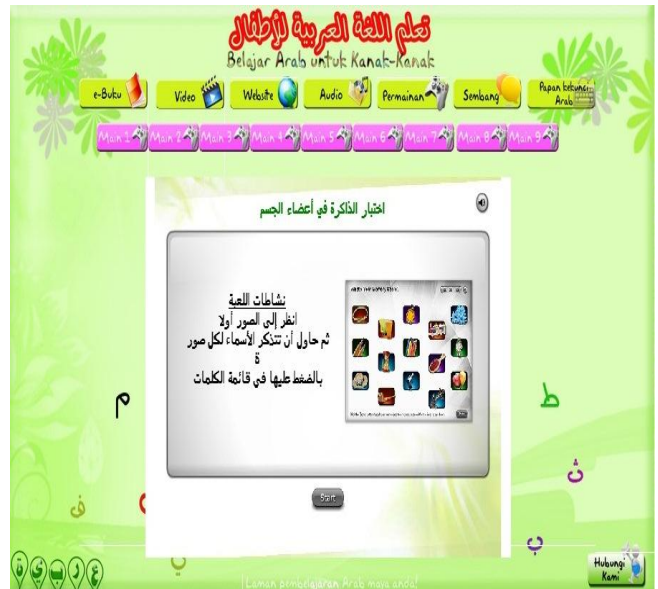 تعلم اللغة العربية للأطفال
Belajar Arab untuk Kanak-Kanak
e-Buku
Video
Website
Audio
Permainan
Sembang
Papan kekunci Arab
Main 1
Main 2
Main 3
Main 4
Main 5
Main 6
Main 7
Main 8
Main 9
اختبار الذاكرة في أعضاء الجسم
نشاطات اللعبة
انظر إلى الصور أولا
ثم حاول أن تتذكر الأسماء لكل صور
ة
بالضغط عليها في قائمة الكلمات
Start
م
ط
ث
ف
ن
ب
ي
ع ر ب ي ة
Hubungi
Kami
Laman pembelajaran Arab maya anda!